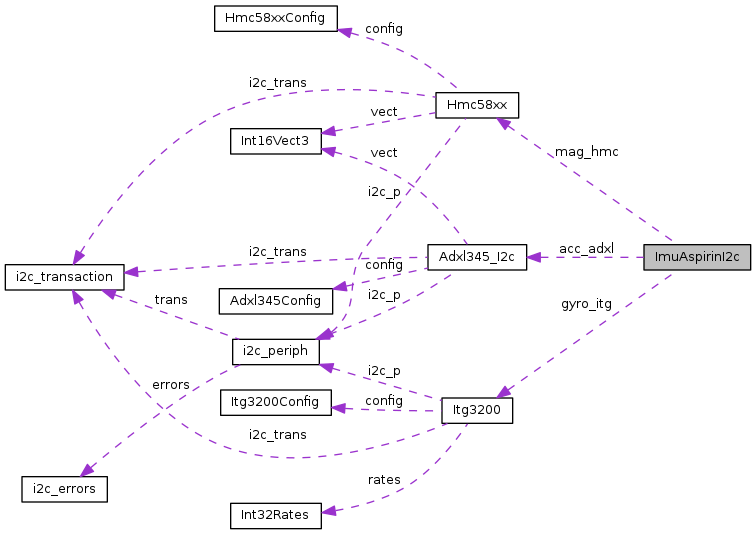 Hmc58xxConfig
config
i2c_trans
Hmc58xx
vect
Int16Vect3
vect
mag_hmc
i2c_p
acc_adxl
i2c_trans
Adxl345_I2c
ImuAspirinI2c
config
i2c_transaction
i2c_p
Adxl345Config
trans
gyro_itg
i2c_periph
i2c_p
errors
Itg3200Config
config
Itg3200
i2c_trans
rates
i2c_errors
Int32Rates